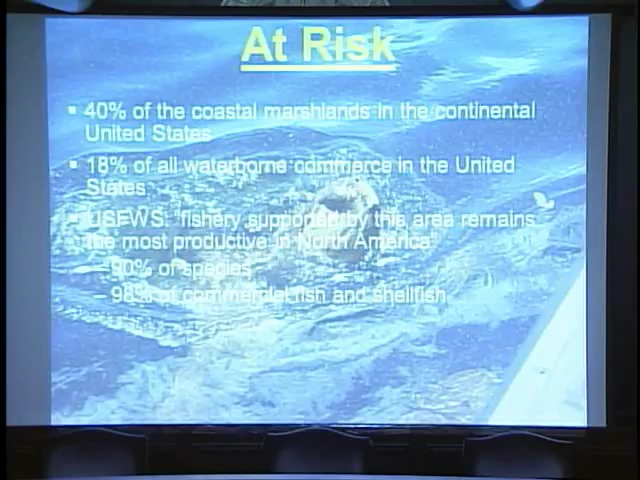 At Risk
▪ 40% of the coastal marshlands in the continental
United States
▪ 18% of all waterborne commerce in the United
States
▪ USFWS: "fishery supported by this area remains
the most productive in North America"
– 90% of species
– 98% of commercial fish and shellfish